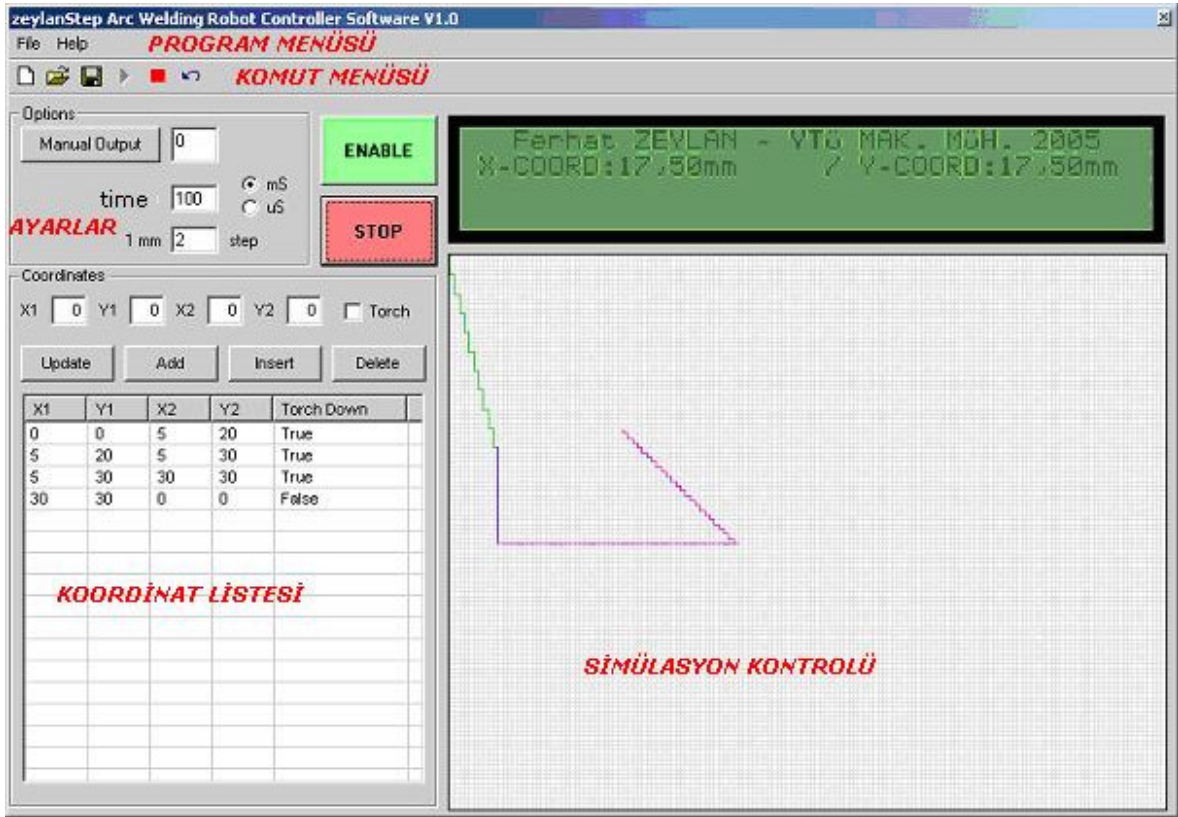 zeylanStep Arc Welding Robot Controller Software V1.0
File Help
PROGRAM MENÜSÜ
KOMUT MENÜSÜ
Options
Manual Output 0
ENABLE
time 100
mS
uS
AYARLAR
1 mm 2 step
STOP
Ferhat ZEYLAN - YTü MAK. MüH. 2005
X-COORD:17,50mm / Y-COORD:17,50mm
Coordinates
X1 0 Y1 0 X2 0 Y2 0 Torch
Update Add Insert Delete
X1 Y1 X2 Y2 Torch Down
0 0 5 20 True
5 20 5 30 True
5 30 30 30 True
30 30 0 0 False
KOORDİNAT LİSTESİ
SİMÜLASYON KONTROLÜ